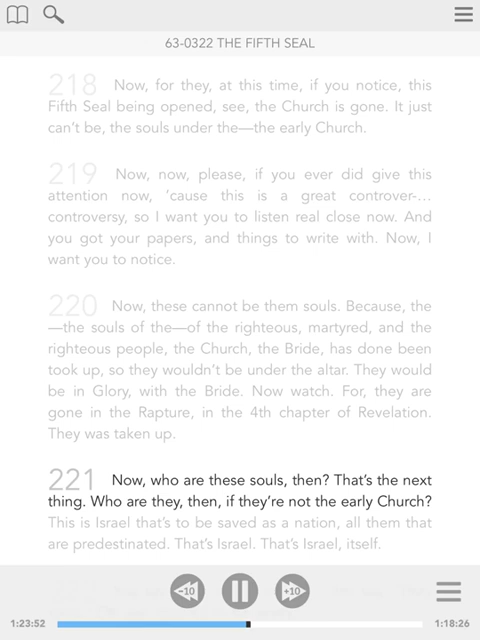 63-0322 THE FIFTH SEAL
218 Now, for they, at this time, if you notice, this
Fifth Seal being opened, see, the Church is gone. It just
can't be, the souls under the—the early Church.
219 Now, now, please, if you ever did give this
attention now, 'cause this is a great controver-...
controversy, so I want you to listen real close now. And
you got your papers, and things to write with. Now, I
want you to notice.
220 Now, these cannot be them souls. Because, the
—the souls of the—of the righteous, martyred, and the
righteous people, the Church, the Bride, has done been
took up, so they wouldn't be under the altar. They would
be in Glory, with the Bride. Now watch. For, they are
gone in the Rapture, in the 4th chapter of Revelation.
They was taken up.
221 Now, who are these souls, then? That's the next
thing. Who are they, then, if they're not the early Church?
This is Israel that's to be saved as a nation, all them that
are predestinated. That's Israel. That's Israel, itself.
-10 +10
1:23:52 1:18:26